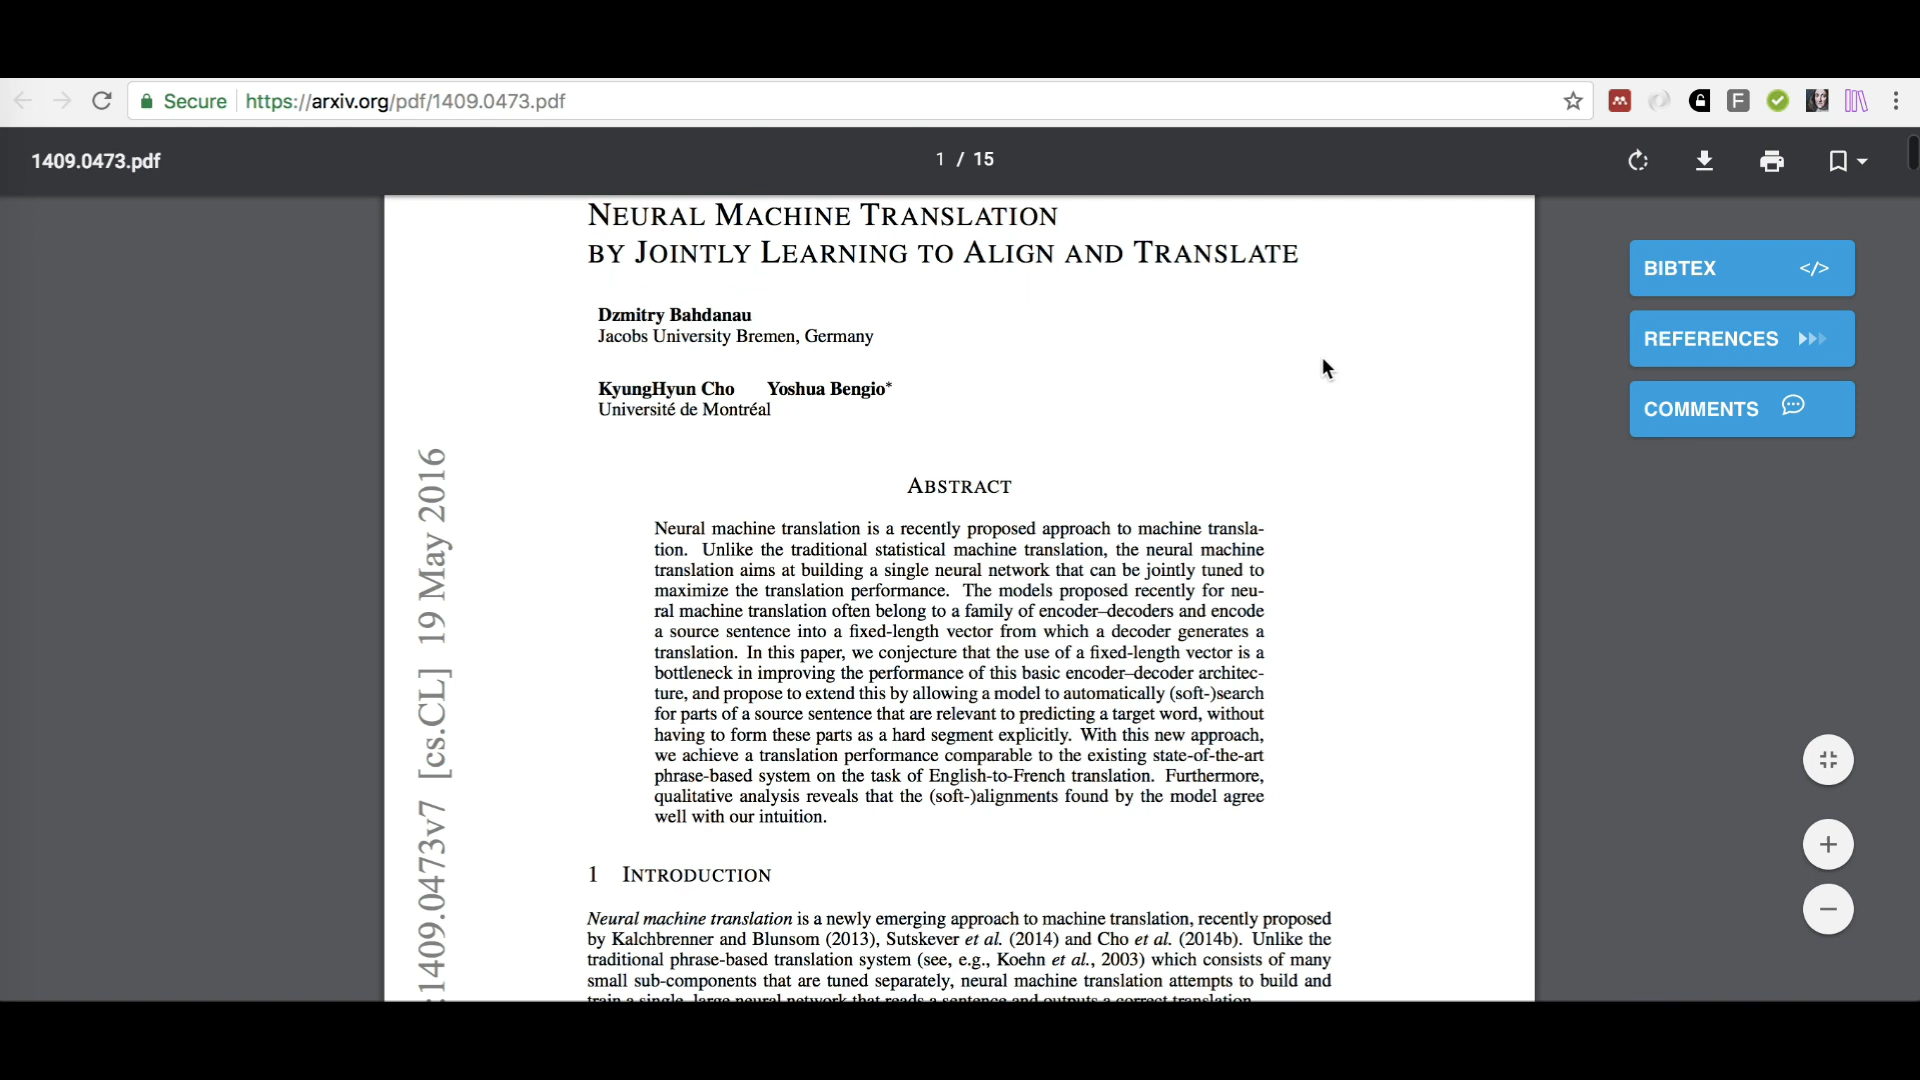 Secure https://arxiv.org/pdf/1409.0473.pdf
F
1409.0473.pdf
1 / 15
NEURAL MACHINE TRANSLATION
BY JOINTLY LEARNING TO ALIGN AND TRANSLATE
BIBTEX </>
REFERENCES
COMMENTS
Dzmitry Bahdanau
Jacobs University Bremen, Germany
KyungHyun Cho Yoshua Bengio*
Université de Montréal
ABSTRACT
Neural machine translation is a recently proposed approach to machine transla-
tion. Unlike the traditional statistical machine translation, the neural machine
translation aims at building a single neural network that can be jointly tuned to
maximize the translation performance. The models proposed recently for neu-
ral machine translation often belong to a family of encoder–decoders and encode
a source sentence into a fixed-length vector from which a decoder generates a
translation. In this paper, we conjecture that the use of a fixed-length vector is a
bottleneck in improving the performance of this basic encoder–decoder architec-
ture, and propose to extend this by allowing a model to automatically (soft-)search
for parts of a source sentence that are relevant to predicting a target word, without
having to form these parts as a hard segment explicitly. With this new approach,
we achieve a translation performance comparable to the existing state-of-the-art
phrase-based system on the task of English-to-French translation. Furthermore,
qualitative analysis reveals that the (soft-)alignments found by the model agree
well with our intuition.
1 INTRODUCTION
Neural machine translation is a newly emerging approach to machine translation, recently proposed
by Kalchbrenner and Blunsom (2013), Sutskever et al. (2014) and Cho et al. (2014b). Unlike the
traditional phrase-based translation system (see, e.g., Koehn et al., 2003) which consists of many
small sub-components that are tuned separately, neural machine translation attempts to build and
train a single, large neural network that reads a sentence and outputs a correct translation.
:1409.0473v7 [cs.CL] 19 May 2016